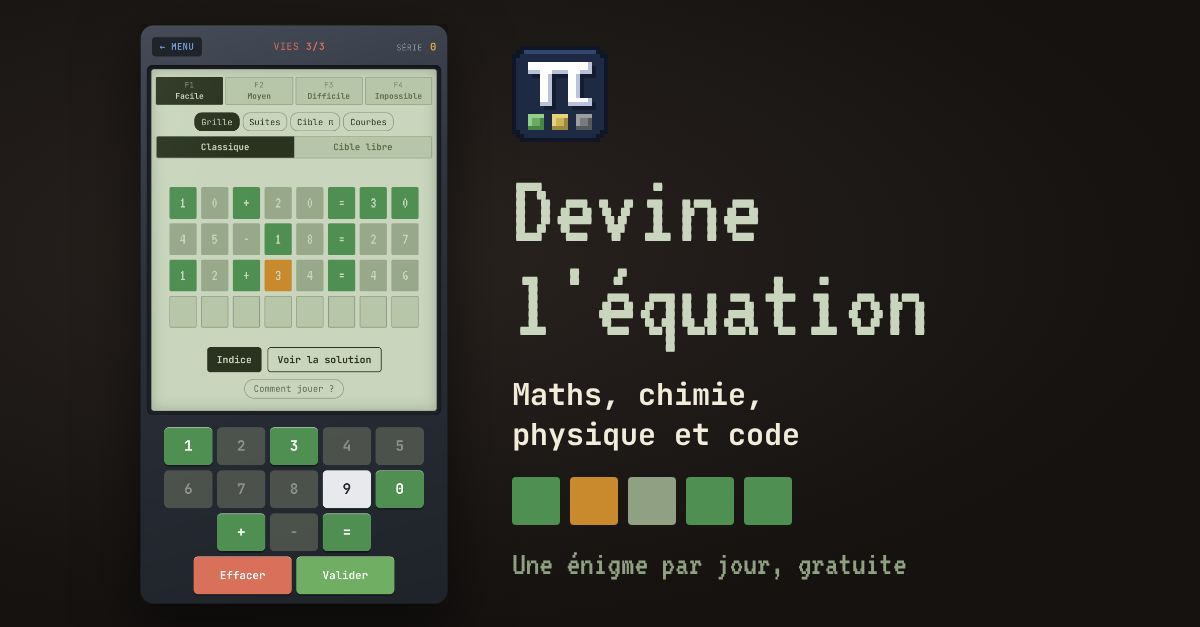 ← MENU VIES 3/3 SÉRIE 0
F1 F2 F3 F4
Facile Moyen Difficile Impossible
Grille Suites Cible π Courbes
Classique Cible libre
1 0 + 2 0 = 3 0
4 5 - 1 8 = 2 7
1 2 + 3 4 = 4 6
Indice Voir la solution
Comment jouer ?
1 2 3 4 5
6 7 8 9 0
+ - =
Effacer Valider
π
Devine
l'équation
Maths, chimie,
physique et code
Une énigme par jour, gratuite